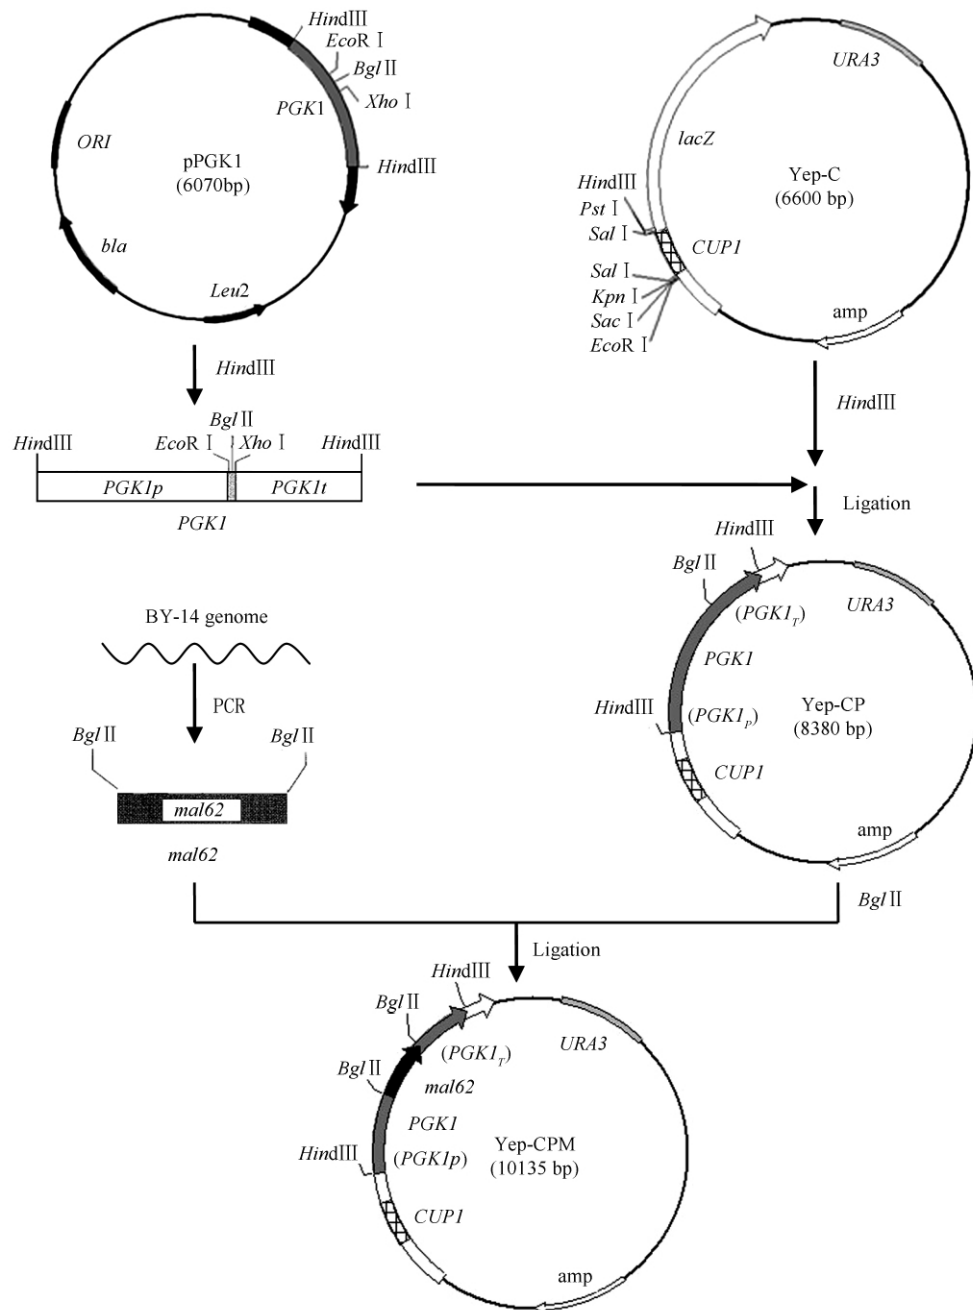 HindⅢ
EcoR Ⅰ
Bgl Ⅱ
Xho Ⅰ
PGK1
ORI
pPGK1
(6070bp)
HindⅢ
bla
Leu2
URA3
lacZ
Yep-C
(6600 bp)
HindⅢ
Pst Ⅰ
Sal Ⅰ
CUP1
Sal Ⅰ
Kpn Ⅰ
Sac Ⅰ
EcoR Ⅰ
amp
HindⅢ
HindⅢ
Bgl Ⅱ
HindⅢ
EcoR Ⅰ
Xho Ⅰ
HindⅢ
PGK1p
PGK1t
PGK1
Ligation
HindⅢ
Bgl Ⅱ
(PGK1T)
URA3
PGK1
HindⅢ
(PGK1p)
Yep-CP
(8380 bp)
CUP1
amp
Bgl Ⅱ
BY-14 genome
PCR
Bgl Ⅱ
Bgl Ⅱ
mal62
mal62
Ligation
HindⅢ
Bgl Ⅱ
(PGK1T)
URA3
Bgl Ⅱ
mal62
PGK1
HindⅢ
(PGK1p)
Yep-CPM
(10135 bp)
CUP1
amp